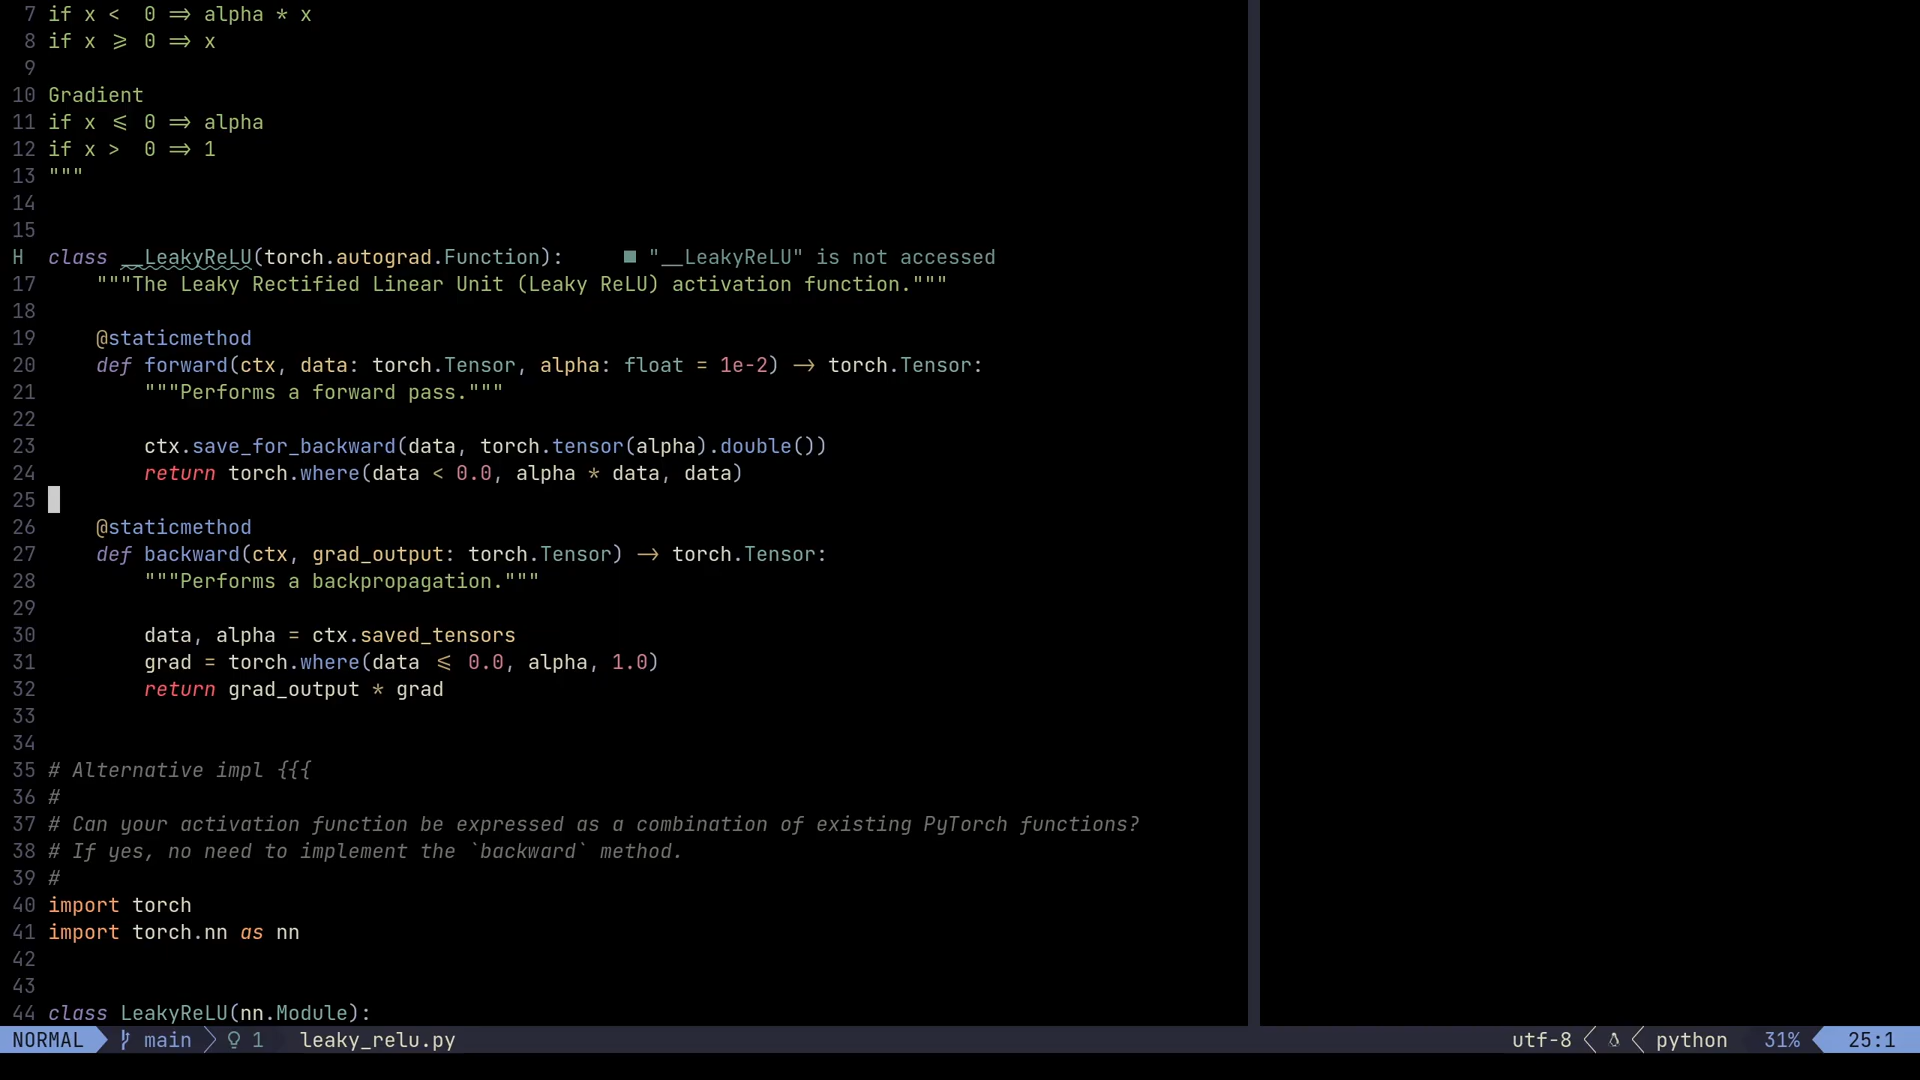 7 if x <  0 => alpha * x
8 if x >= 0 => x
9
10 Gradient
11 if x <= 0 => alpha
12 if x >  0 => 1
13 """
14
15
H class __LeakyReLU(torch.autograd.Function):     ■ "__LeakyReLU" is not accessed
17     """The Leaky Rectified Linear Unit (Leaky ReLU) activation function."""
18
19     @staticmethod
20     def forward(ctx, data: torch.Tensor, alpha: float = 1e-2) -> torch.Tensor:
21         """Performs a forward pass."""
22
23         ctx.save_for_backward(data, torch.tensor(alpha).double())
24         return torch.where(data < 0.0, alpha * data, data)
25
26     @staticmethod
27     def backward(ctx, grad_output: torch.Tensor) -> torch.Tensor:
28         """Performs a backpropagation."""
29
30         data, alpha = ctx.saved_tensors
31         grad = torch.where(data <= 0.0, alpha, 1.0)
32         return grad_output * grad
33
34
35 # Alternative impl {{{
36 #
37 # Can your activation function be expressed as a combination of existing PyTorch functions?
38 # If yes, no need to implement the `backward` method.
39 #
40 import torch
41 import torch.nn as nn
42
43
44 class LeakyReLU(nn.Module):
NORMAL main 1 leaky_relu.py utf-8 python 31% 25:1